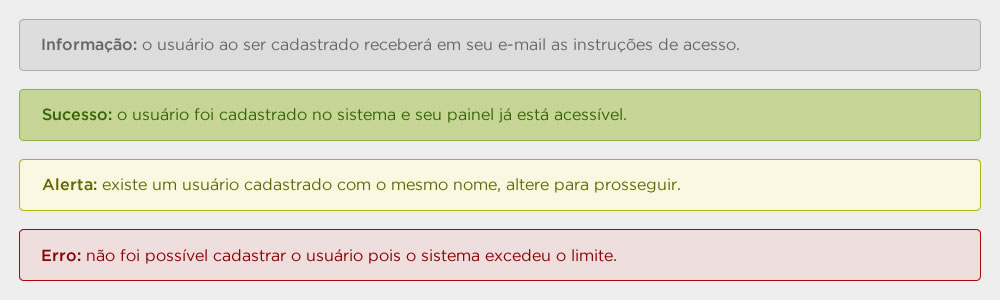 Informação: o usuário ao ser cadastrado receberá em seu e-mail as instruções de acesso.
Sucesso: o usuário foi cadastrado no sistema e seu painel já está acessível.
Alerta: existe um usuário cadastrado com o mesmo nome, altere para prosseguir.
Erro: não foi possível cadastrar o usuário pois o sistema excedeu o limite.